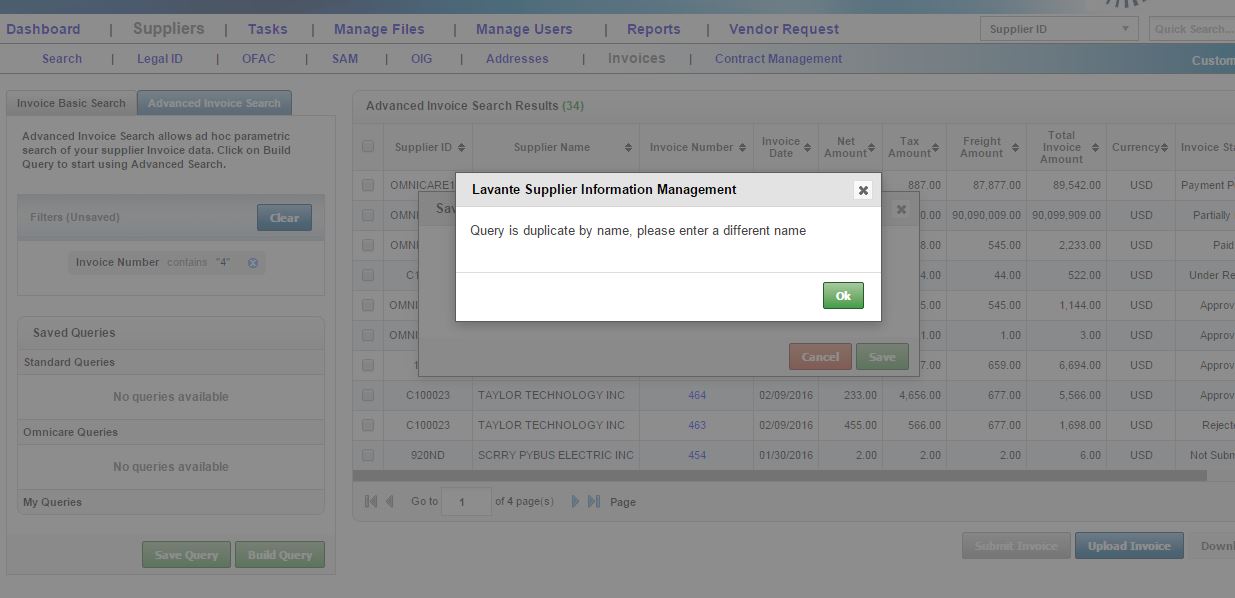 Dashboard | Suppliers | Tasks | Manage Files | Manage Users | Reports | Vendor Request Supplier ID Quick Search...
Search | Legal ID | OFAC | SAM | OIG | Addresses | Invoices | Contract Management Custom
Invoice Basic Search Advanced Invoice Search
Advanced Invoice Search allows ad hoc parametric
search of your supplier Invoice data. Click on Build
Query to start using Advanced Search.
Filters (Unsaved) Clear
Invoice Number contains "4"
Saved Queries
Standard Queries
No queries available
Omnicare Queries
No queries available
My Queries
Save Query Build Query
Advanced Invoice Search Results (34)
Supplier ID Supplier Name Invoice Number Invoice Date Net Amount Tax Amount Freight Amount Total Invoice Amount Currency Invoice Sta
OMNICARE1 887.00 87,877.00 89,542.00 USD Payment P
OMNI 0.00 90,090,009.00 90,099,909.00 USD Partially
OMNI 8.00 545.00 2,233.00 USD Paid
C1 4.00 44.00 522.00 USD Under Re
OMNI 5.00 545.00 1,144.00 USD Approv
OMNI 1.00 1.00 3.00 USD Approv
1 7.00 659.00 6,694.00 USD Approv
C100023 TAYLOR TECHNOLOGY INC 464 02/09/2016 233.00 4,656.00 677.00 5,566.00 USD Approv
C100023 TAYLOR TECHNOLOGY INC 463 02/09/2016 455.00 566.00 677.00 1,698.00 USD Reject
920ND SCRRY PYBUS ELECTRIC INC 454 01/30/2016 2.00 2.00 2.00 6.00 USD Not Subm
Go to 1 of 4 page(s) Page
Submit Invoice Upload Invoice Downl
Sav
Cancel Save
Lavante Supplier Information Management
Query is duplicate by name, please enter a different name
Ok